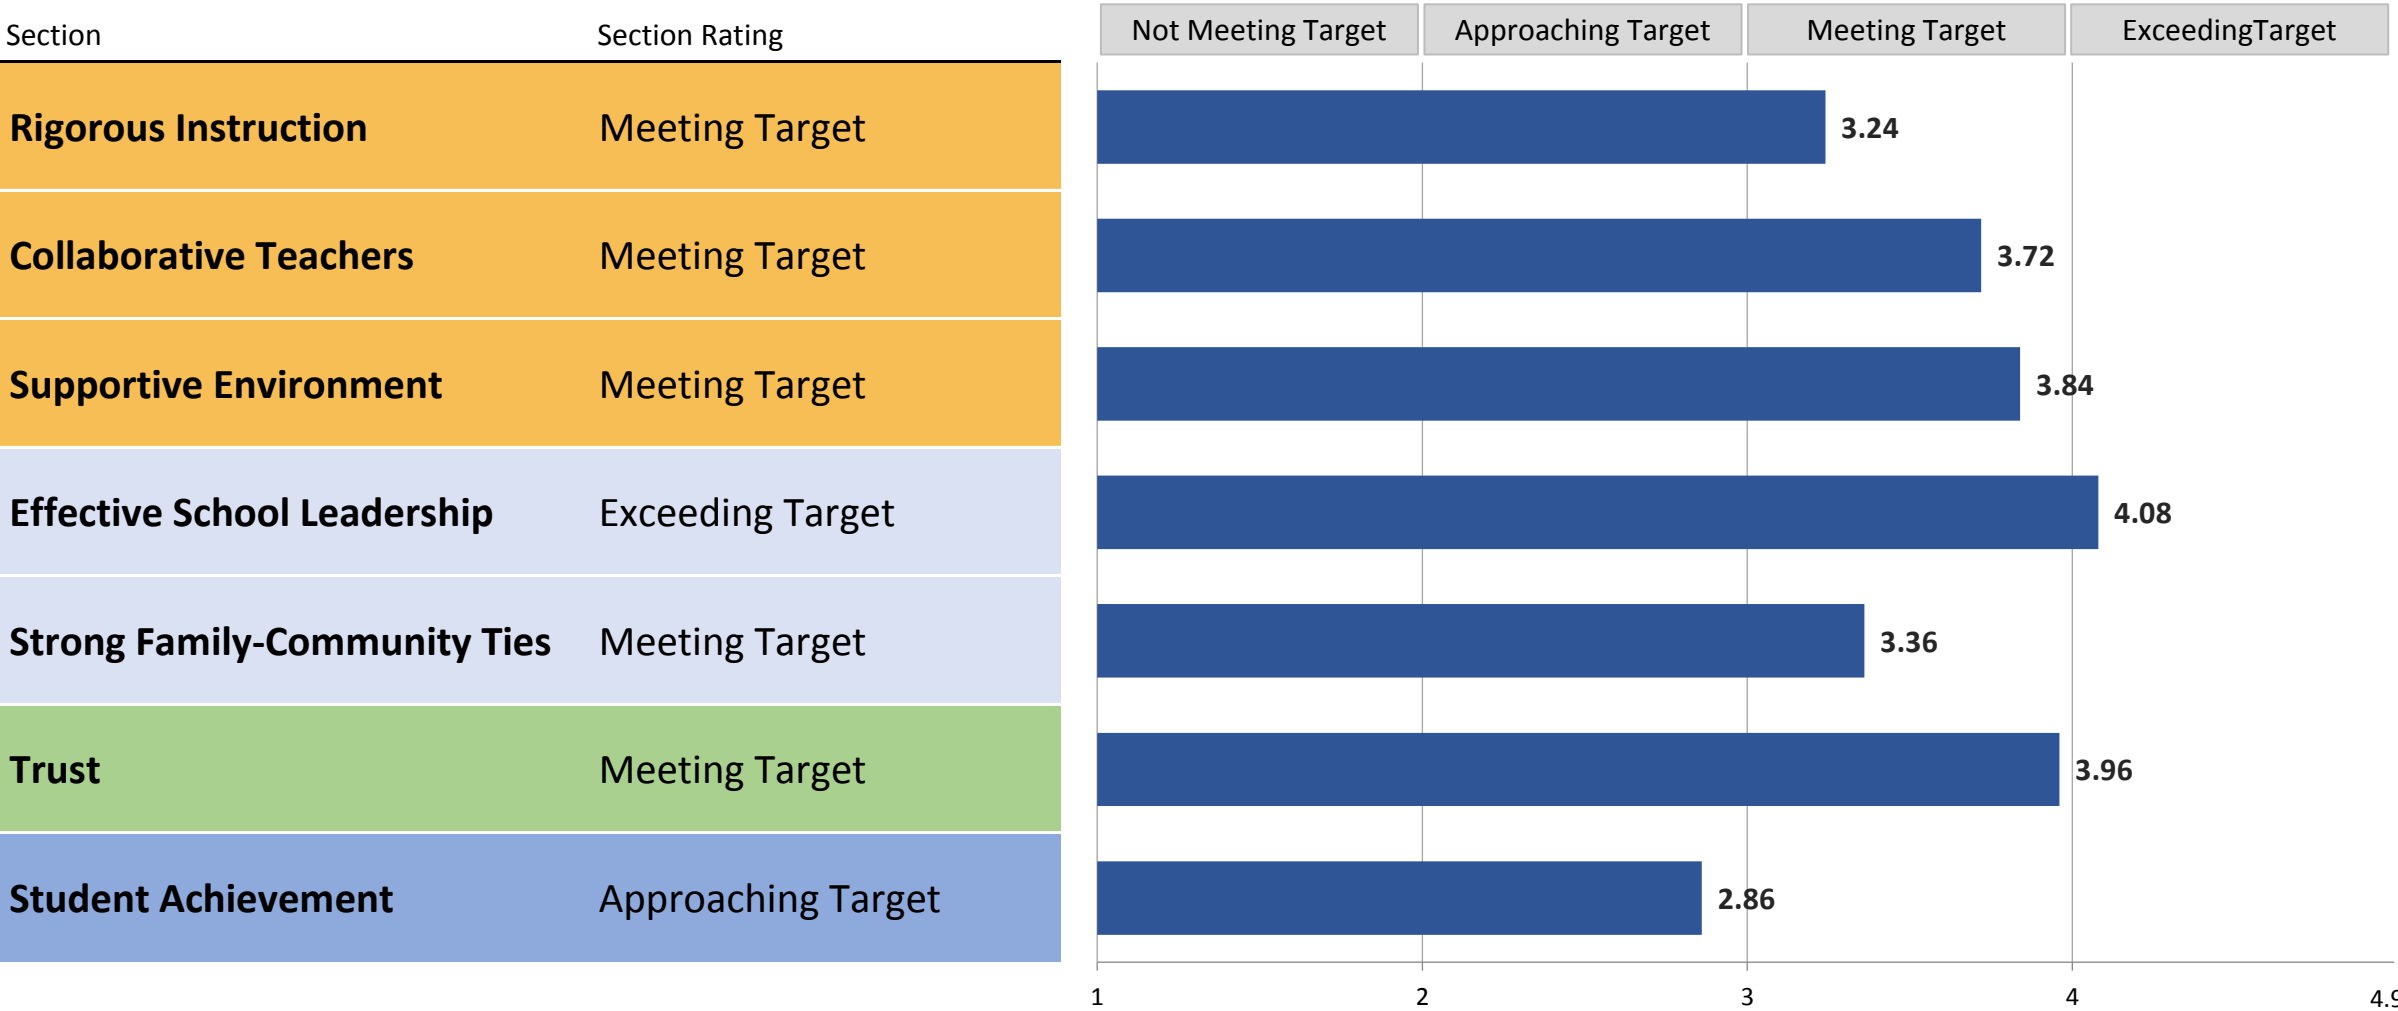 Section Section Rating Not Meeting Target Approaching Target Meeting Target ExceedingTarget
Rigorous Instruction Meeting Target 3.24
Collaborative Teachers Meeting Target 3.72
Supportive Environment Meeting Target 3.84
Effective School Leadership Exceeding Target 4.08
Strong Family-Community Ties Meeting Target 3.36
Trust Meeting Target 3.96
Student Achievement Approaching Target 2.86
1 2 3 4 4.9